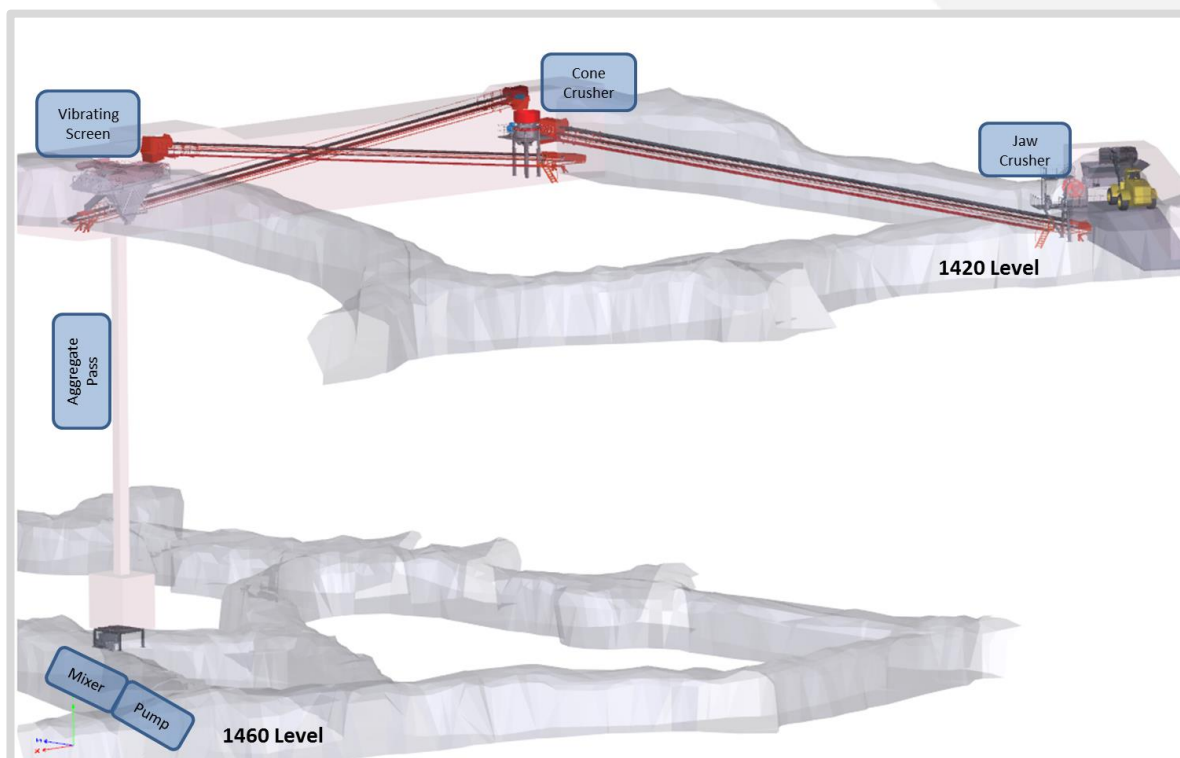 Cone
Crusher
Vibrating
Screen
Jaw
Crusher
1420 Level
Aggregate
Pass
Mixer
Pump
1460 Level